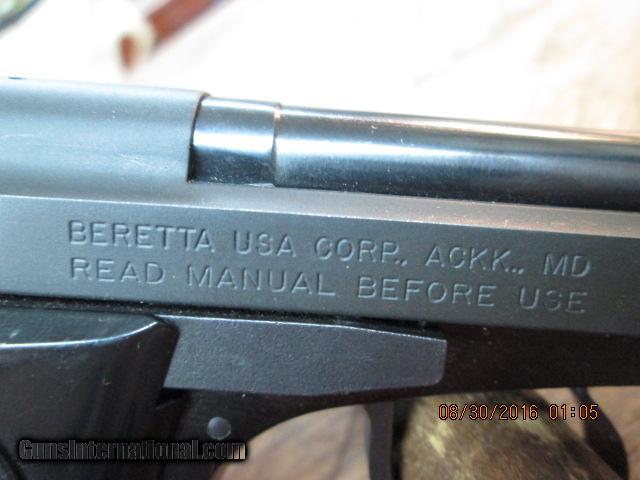 BERETTA USA CORP., ACKK., MD
READ MANUAL BEFORE USE
08/30/2016 01:05
GunsInternational.com